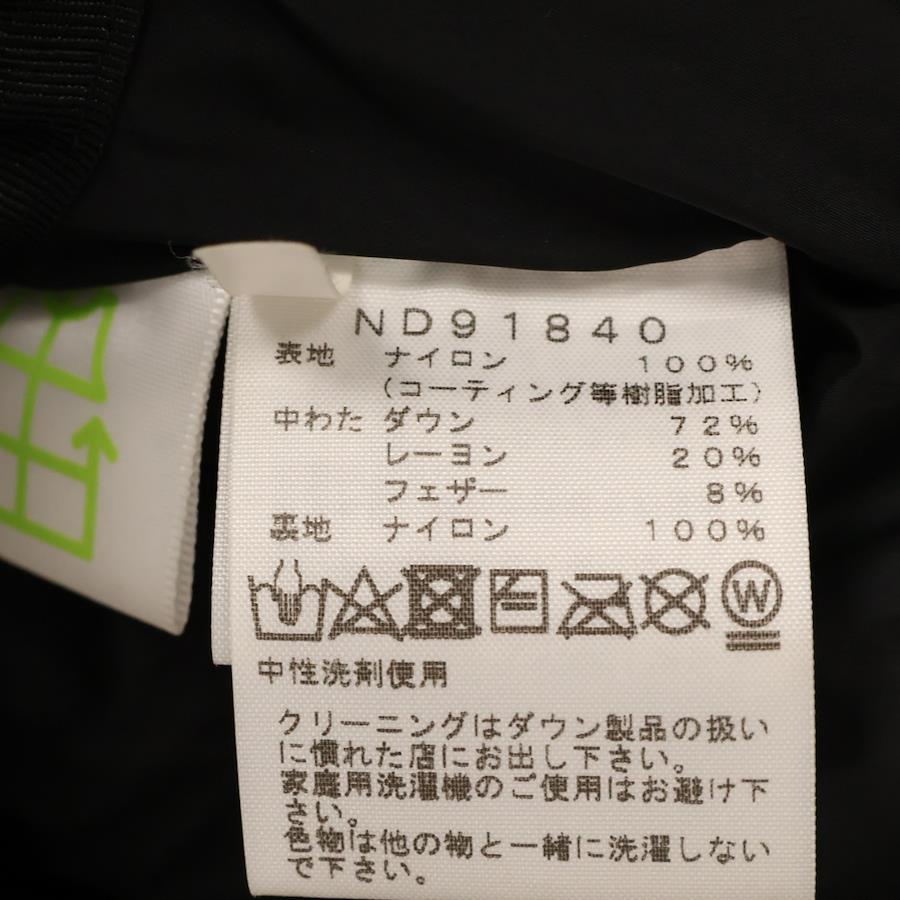 ND91840
表地 ナイロン 100%
(コーティング等樹脂加工)
中わた ダウン 72%
レーヨン 20%
フェザー 8%
裏地 ナイロン 100%
W
中性洗剤使用
クリーニングはダウン製品の扱い
に慣れた店にお出し下さい。
家庭用洗濯機のご使用はお避け下
さい。
色物は他の物と一緒に洗濯しない
で下さい。